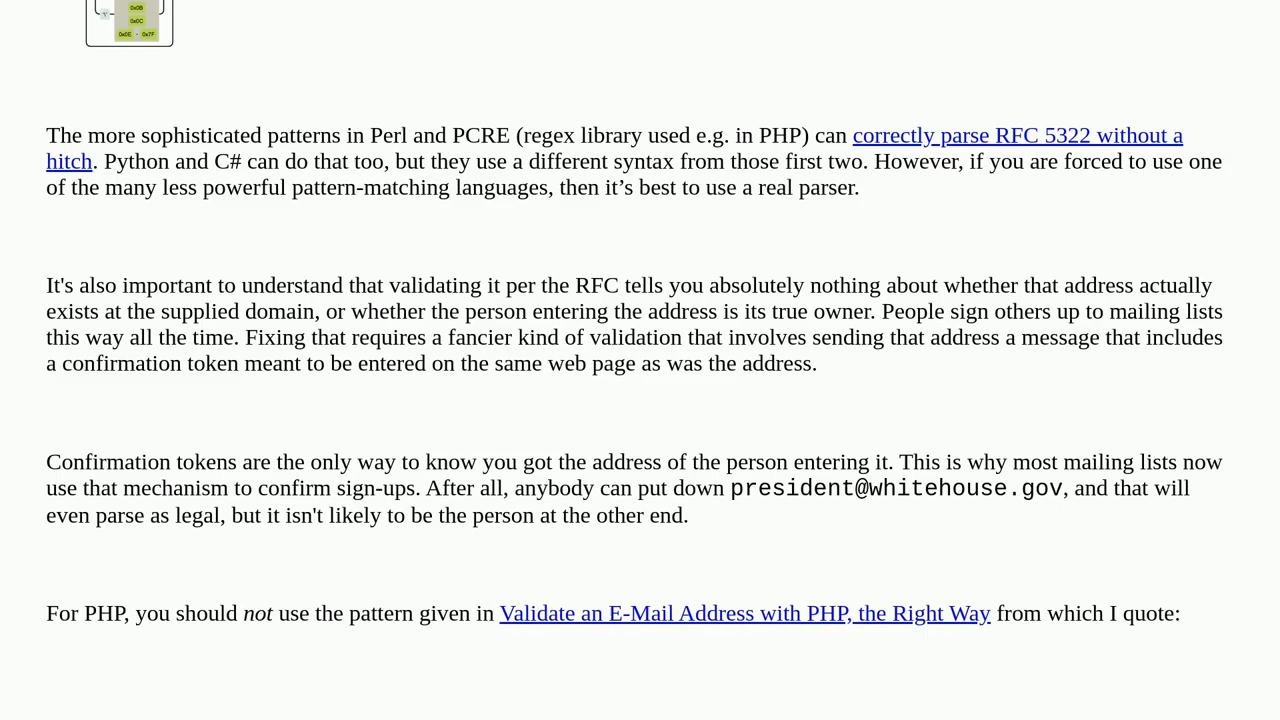 0x0B
0x0C
0x0E - 0x7F
The more sophisticated patterns in Perl and PCRE (regex library used e.g. in PHP) can correctly parse RFC 5322 without a
hitch. Python and C# can do that too, but they use a different syntax from those first two. However, if you are forced to use one
of the many less powerful pattern-matching languages, then it’s best to use a real parser.
It's also important to understand that validating it per the RFC tells you absolutely nothing about whether that address actually
exists at the supplied domain, or whether the person entering the address is its true owner. People sign others up to mailing lists
this way all the time. Fixing that requires a fancier kind of validation that involves sending that address a message that includes
a confirmation token meant to be entered on the same web page as was the address.
Confirmation tokens are the only way to know you got the address of the person entering it. This is why most mailing lists now
use that mechanism to confirm sign-ups. After all, anybody can put down president@whitehouse.gov, and that will
even parse as legal, but it isn't likely to be the person at the other end.
For PHP, you should not use the pattern given in Validate an E-Mail Address with PHP, the Right Way from which I quote: